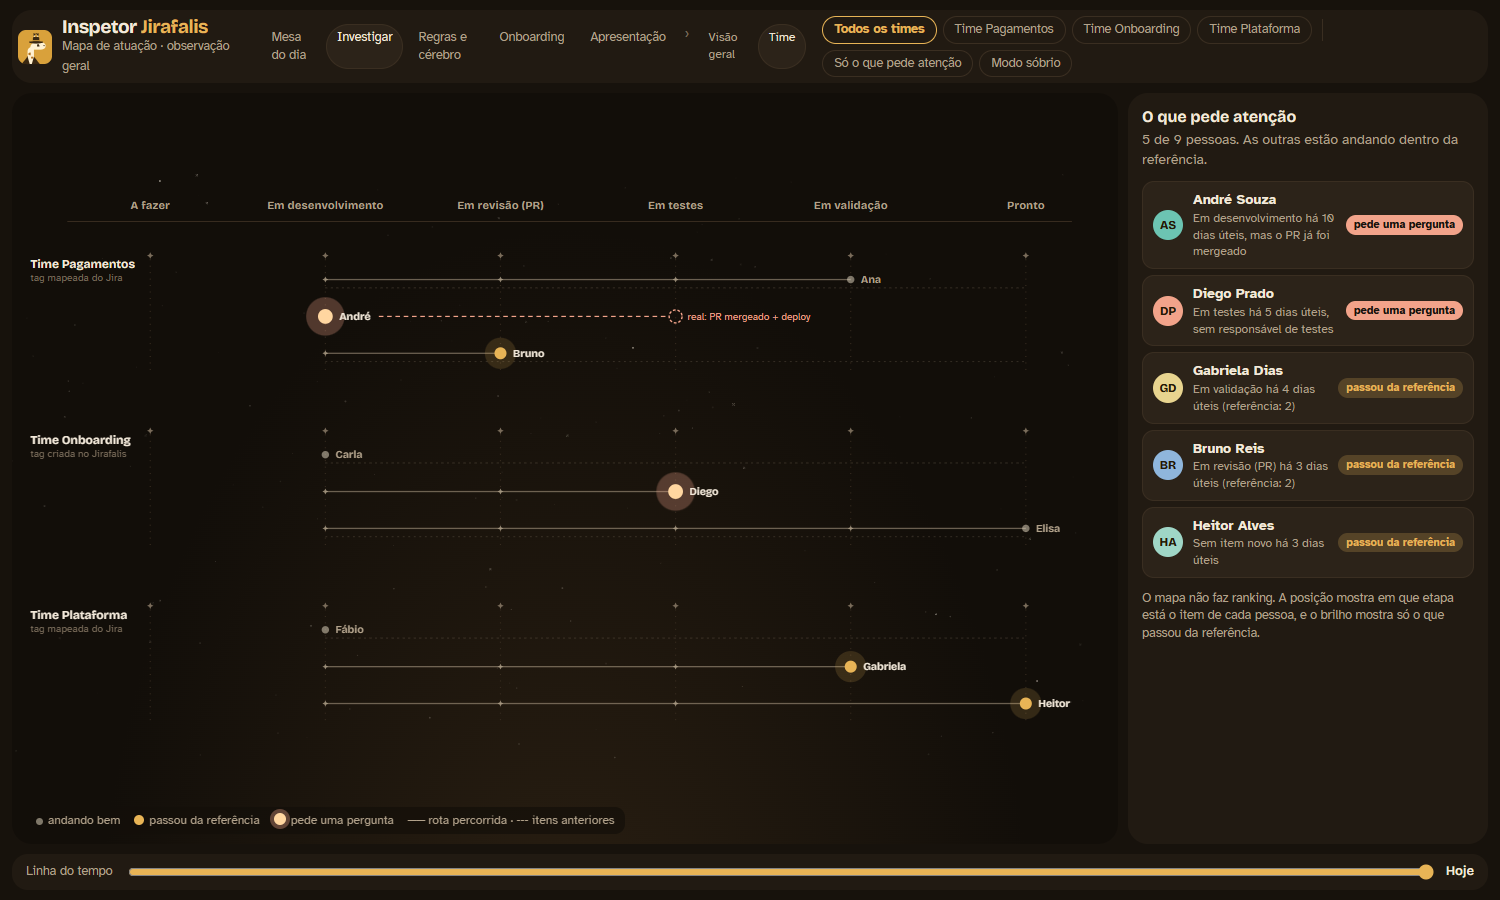 Inspetor Jirafalis
Mapa de atuação · observação
geral
Mesa
do dia
Investigar
Regras e
cérebro
Onboarding
Apresentação
›
Visão
geral
Time
Todos os times
Time Pagamentos
Time Onboarding
Time Plataforma
Só o que pede atenção
Modo sóbrio
A fazer
Em desenvolvimento
Em revisão (PR)
Em testes
Em validação
Pronto
Time Pagamentos
tag mapeada do Jira
Ana
André
real: PR mergeado + deploy
Bruno
Time Onboarding
tag criada no Jirafalis
Carla
Diego
Elisa
Time Plataforma
tag mapeada do Jira
Fábio
Gabriela
Heitor
andando bem
passou da referência
pede uma pergunta
── rota percorrida · --- itens anteriores
O que pede atenção
5 de 9 pessoas. As outras estão andando dentro da
referência.
AS
André Souza
Em desenvolvimento há 10
dias úteis, mas o PR já foi
mergeado
pede uma pergunta
DP
Diego Prado
Em testes há 5 dias úteis,
sem responsável de testes
pede uma pergunta
GD
Gabriela Dias
Em validação há 4 dias
úteis (referência: 2)
passou da referência
BR
Bruno Reis
Em revisão (PR) há 3 dias
úteis (referência: 2)
passou da referência
HA
Heitor Alves
Sem item novo há 3 dias
úteis
passou da referência
O mapa não faz ranking. A posição mostra em que etapa
está o item de cada pessoa, e o brilho mostra só o que
passou da referência.
Linha do tempo
Hoje